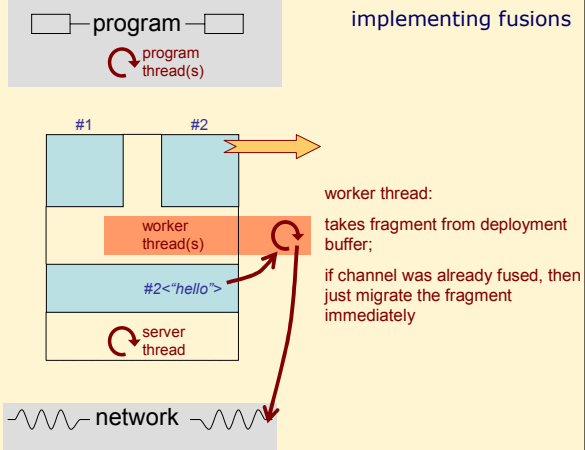 implementing fusions
program
program
thread(s)
#1
#2
worker thread:
takes fragment from deployment
buffer;
if channel was already fused, then
just migrate the fragment
immediately
worker
thread(s)
#2<“hello”>
server
thread
network